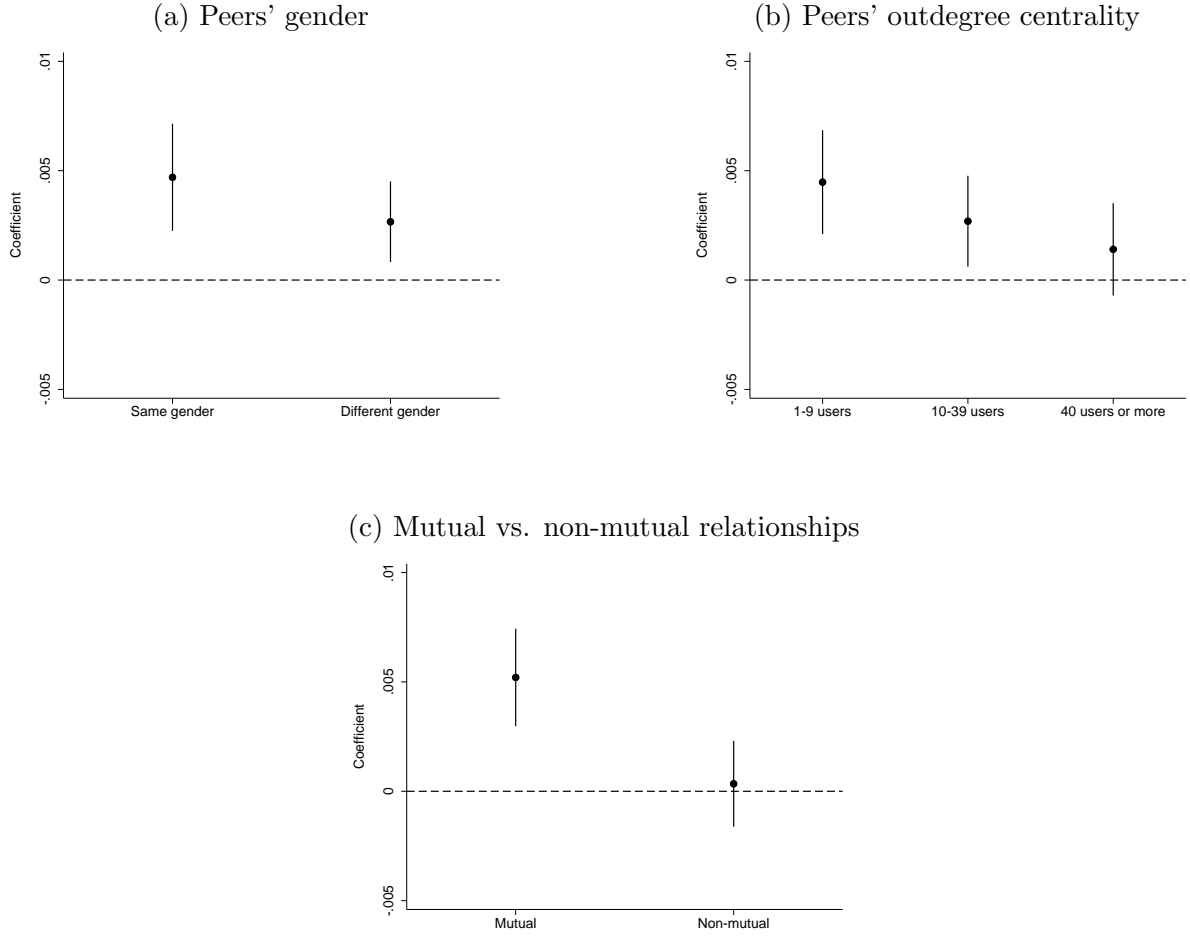 (a) Peers' gender
.01
.005
0
-.005
Coefficient
Same gender
Different gender
(b) Peers' outdegree centrality
.01
.005
0
-.005
Coefficient
1-9 users
10-39 users
40 users or more
(c) Mutual vs. non-mutual relationships
.01
.005
0
-.005
Coefficient
Mutual
Non-mutual